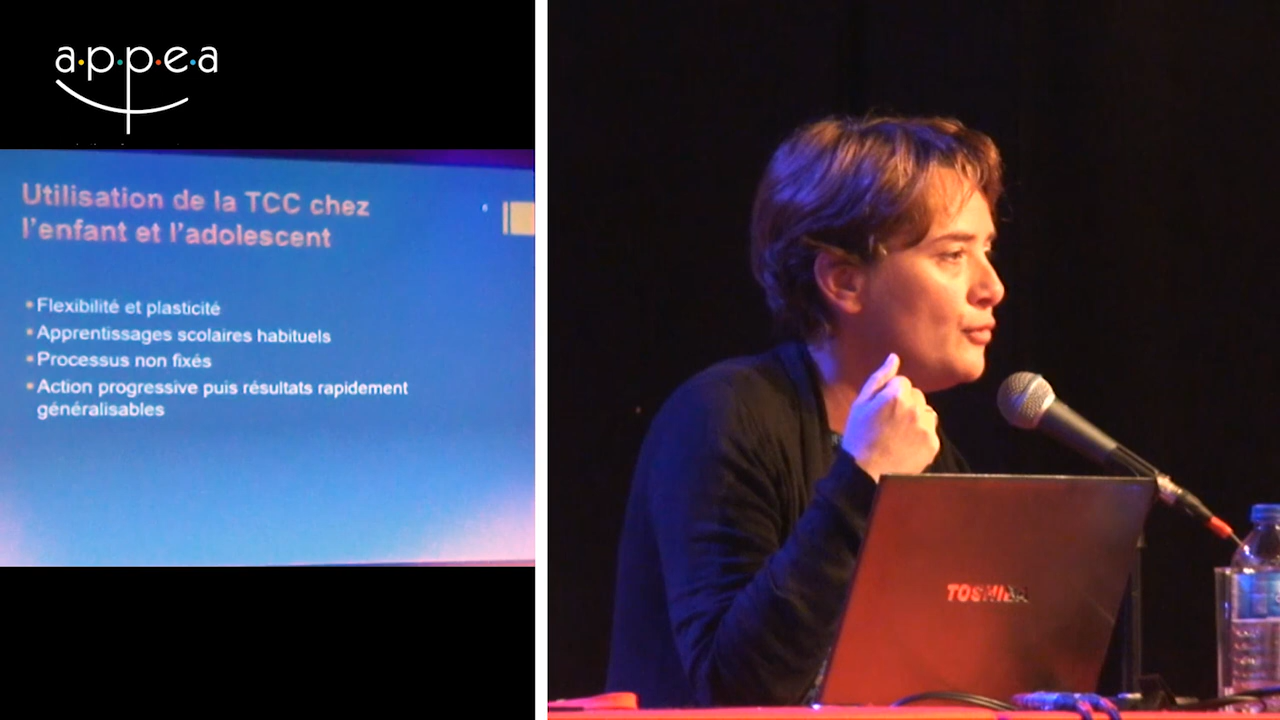 a·p·p·e·a
Utilisation de la TCC chez
l'enfant et l'adolescent
Flexibilité et plasticité
Apprentissages scolaires habituels
Processus non fixés
Action progressive puis résultats rapidement
généralisables
TOSHIBA